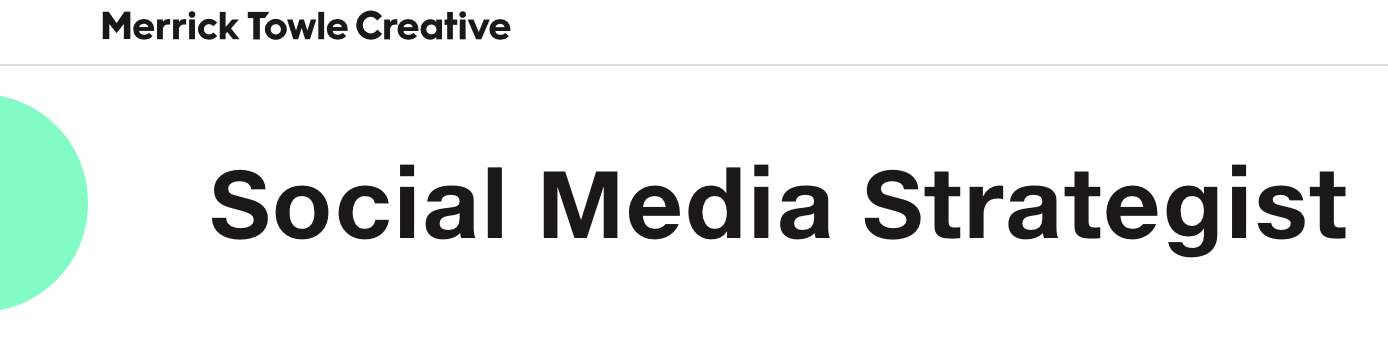 Merrick Towle Creative
Social Media Strategist